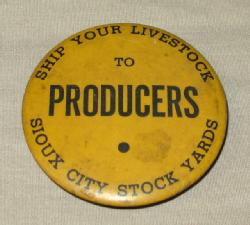 SHIP YOUR LIVESTOCK
TO
PRODUCERS
SIOUX CITY STOCK YARDS